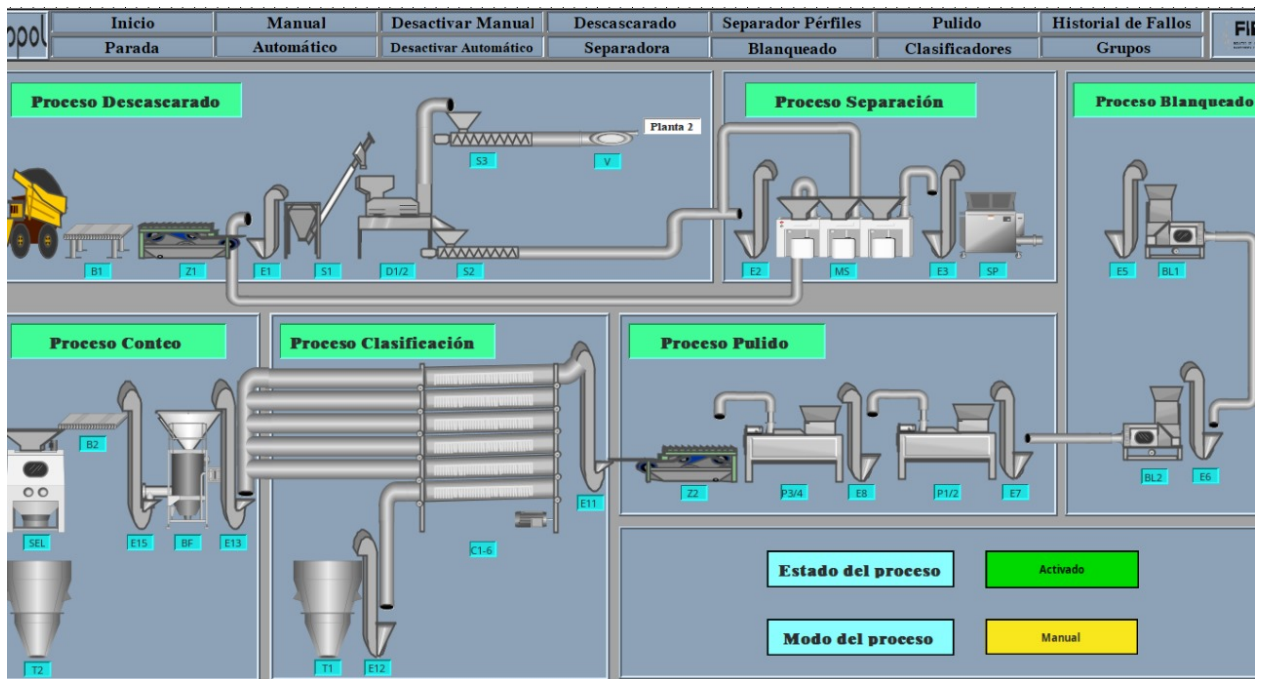 Inicio
Manual
Desactivar Manual
Descascarado
Separador Pérfiles
Pulido
Historial de Fallos
Parada
Automático
Desactivar Automático
Separadora
Blanqueado
Clasificadores
Grupos
Proceso Descascarado
Planta 2
S3
V
B1
Z1
E1
S1
D1/2
S2
Proceso Separación
E2
MS
E3
SP
Proceso Blanqueado
E5
BL1
BL2
E6
Proceso Conteo
B2
SEL
E15
BF
E13
T2
Proceso Clasificación
E11
C1-6
T1
E12
Proceso Pulido
Z2
P3/4
E8
P1/2
E7
Estado del proceso
Activado
Modo del proceso
Manual